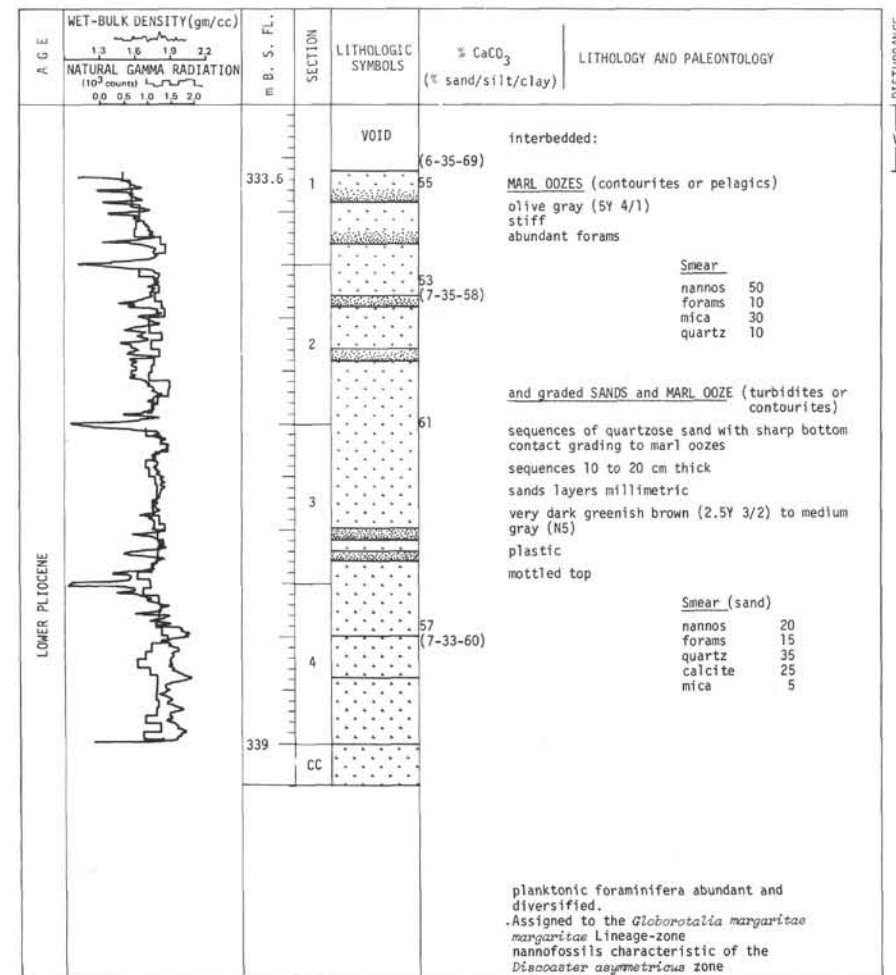 AGE
WET-BULK DENSITY(gm/cc)
1.3 1.6 1.9 2.2
NATURAL GAMMA RADIATION
(10³ counts)
0.0 0.5 1.0 1.5 2.0
m B. S. FL.
SECTION
LITHOLOGIC
SYMBOLS
% CaCO₃
(% sand/silt/clay)
LITHOLOGY AND PALEONTOLOGY
LOWER PLIOCENE
333.6
339
1
2
3
4
CC
VOID
(6-35-69)
55
53
(7-35-58)
61
57
(7-33-60)
interbedded:
MARL OOZES (contourites or pelagics)
olive gray (5Y 4/1)
stiff
abundant forams
Smear
nannos 50
forams 10
mica 30
quartz 10
and graded SANDS and MARL OOZE (turbidites or
contourites)
sequences of quartzose sand with sharp bottom
contact grading to marl oozes
sequences 10 to 20 cm thick
sands layers millimetric
very dark greenish brown (2.5Y 3/2) to medium
gray (N5)
plastic
mottled top
Smear (sand)
nannos 20
forams 15
quartz 35
calcite 25
mica 5
planktonic foraminifera abundant and
diversified.
.Assigned to the Globorotalia margaritae
margaritae Lineage-zone
nannofossils characteristic of the
Discoaster asymmetricus zone